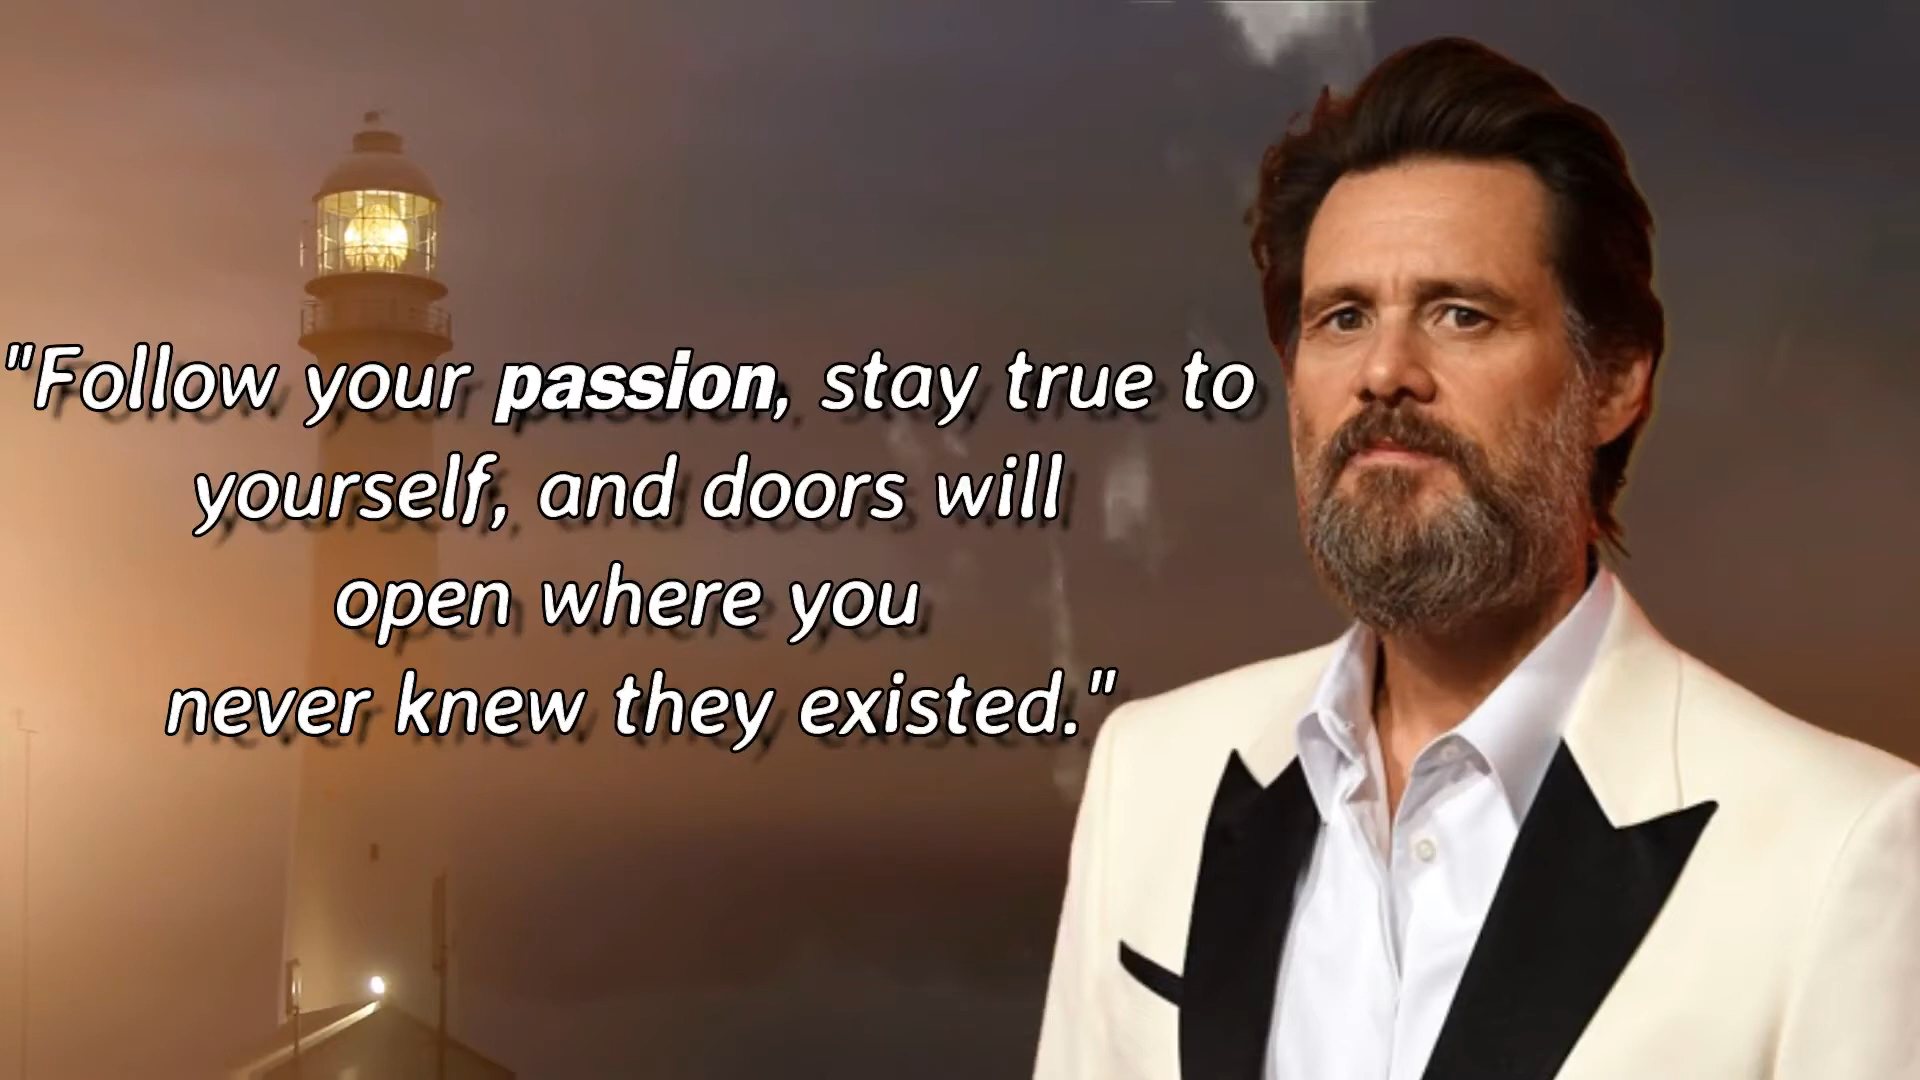 "Follow your passion, stay true to
yourself, and doors will
open where you
never knew they existed."